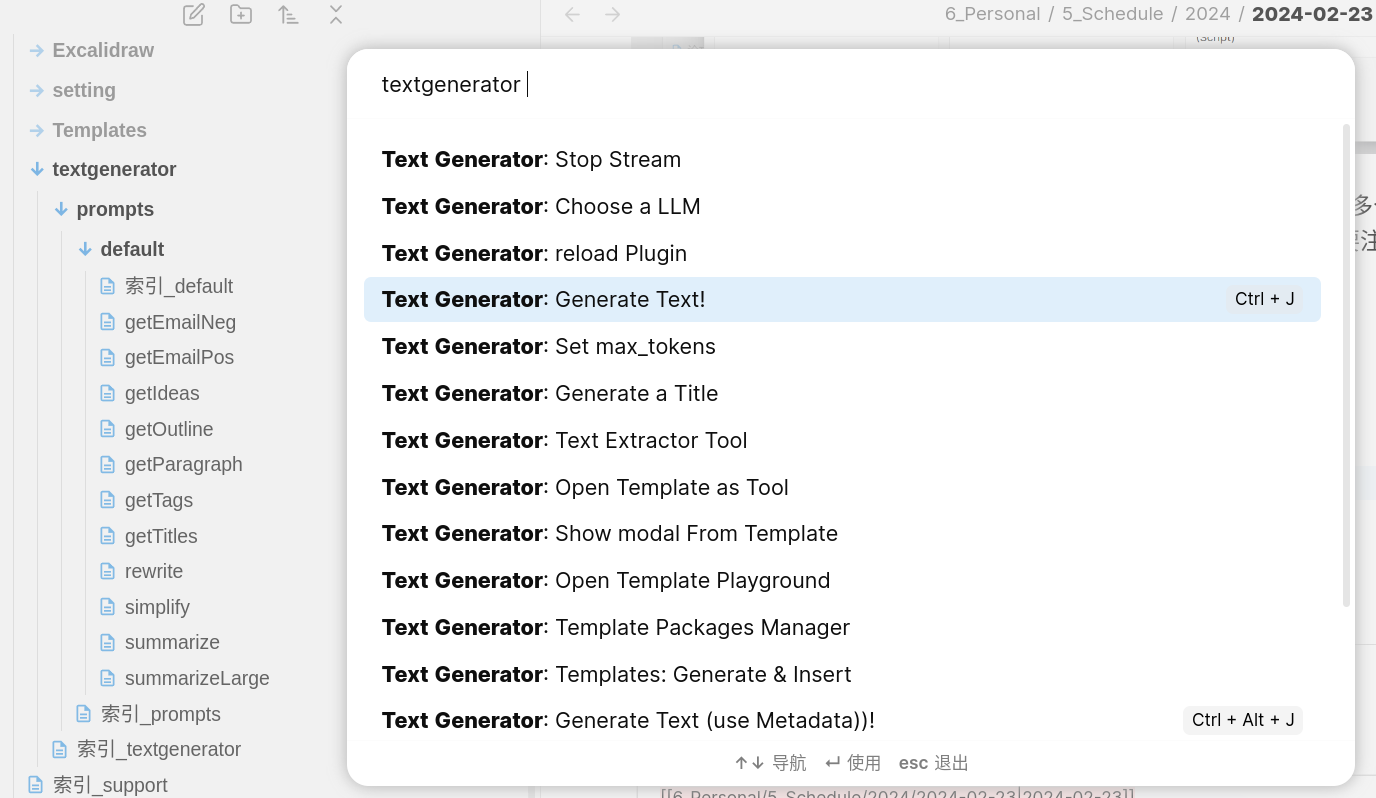 6_Personal / 5_Schedule / 2024 / 2024-02-23
Excalidraw
setting
Templates
textgenerator
prompts
default
索引_default
getEmailNeg
getEmailPos
getIdeas
getOutline
getParagraph
getTags
getTitles
rewrite
simplify
summarize
summarizeLarge
索引_prompts
索引_textgenerator
索引_support
(Script)
textgenerator
Text Generator: Stop Stream
Text Generator: Choose a LLM
Text Generator: reload Plugin
Text Generator: Generate Text! Ctrl + J
Text Generator: Set max_tokens
Text Generator: Generate a Title
Text Generator: Text Extractor Tool
Text Generator: Open Template as Tool
Text Generator: Show modal From Template
Text Generator: Open Template Playground
Text Generator: Template Packages Manager
Text Generator: Templates: Generate & Insert
Text Generator: Generate Text (use Metadata))! Ctrl + Alt + J
↑↓ 导航 ↵ 使用 esc 退出
多
注
[[6_Personal/5_Schedule/2024/2024-02-23|2024-02-23]]